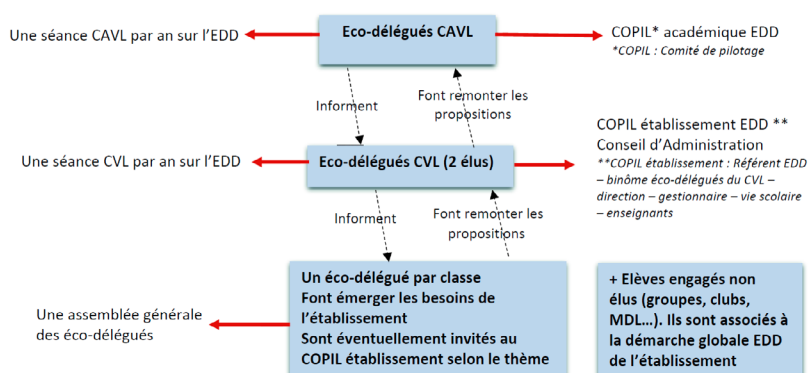 Une séance CAVL par an sur l’EDD
Eco-délégués CAVL
COPIL* académique EDD
*COPIL : Comité de pilotage
Informent
Font remonter les
propositions
Une séance CVL par an sur l’EDD
Eco-délégués CVL (2 élus)
COPIL établissement EDD **
Conseil d’Administration
**COPIL établissement : Référent EDD
– binôme éco-délégués du CVL –
direction – gestionnaire – vie scolaire
– enseignants
Informent
Font remonter les
propositions
Une assemblée générale
des éco-délégués
Un éco-délégué par classe
Font émerger les besoins de
l’établissement
Sont éventuellement invités au
COPIL établissement selon le thème
+ Elèves engagés non
élus (groupes, clubs,
MDL…). Ils sont associés à
la démarche globale EDD
de l’établissement